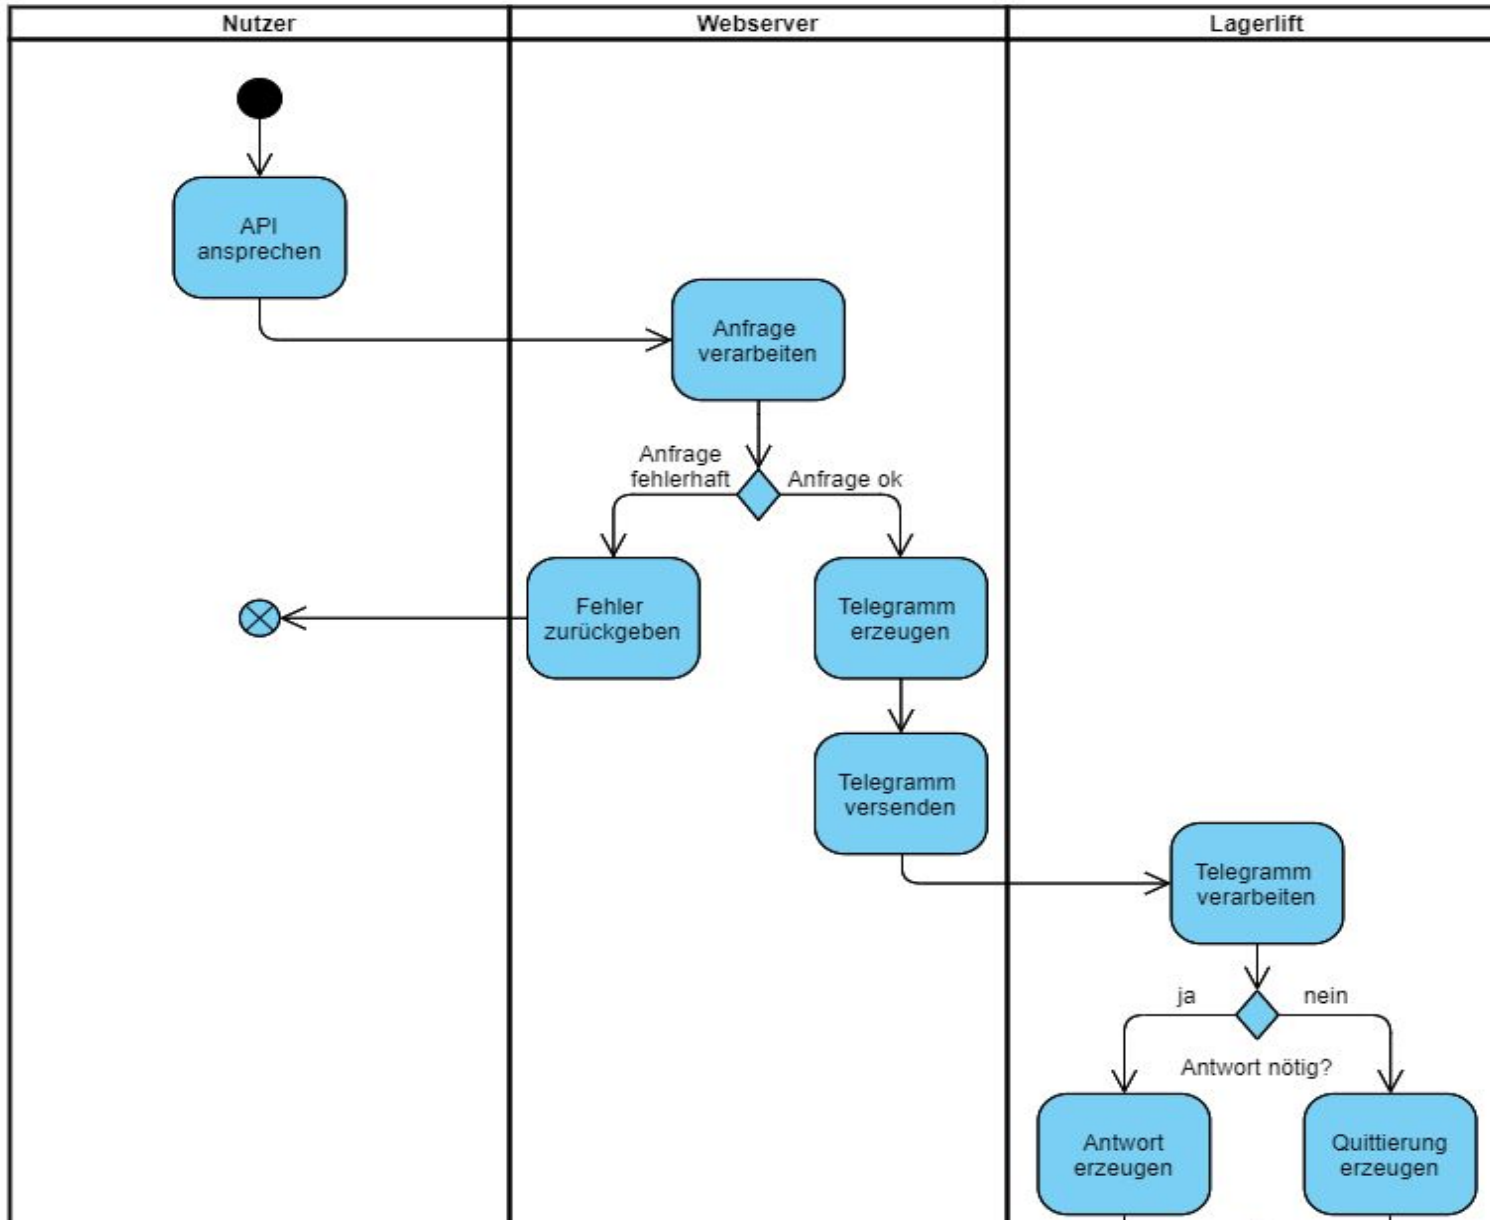 Nutzer
Webserver
Lagerlift
API
ansprechen
Anfrage
verarbeiten
Anfrage
fehlerhaft
Anfrage ok
Fehler
zurückgeben
Telegramm
erzeugen
Telegramm
versenden
Telegramm
verarbeiten
ja
nein
Antwort nötig?
Antwort
erzeugen
Quittierung
erzeugen